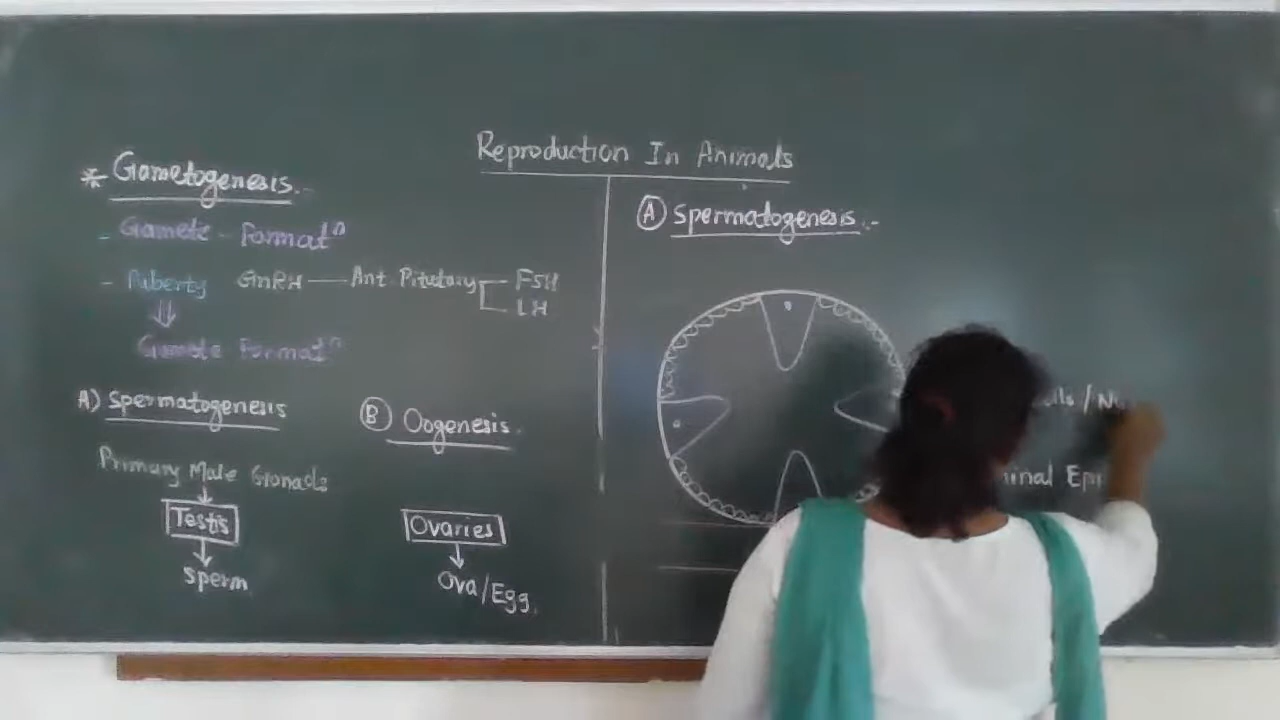 Reproduction In Animals
* Gametogenesis.-
- Gamete - Formatⁿ
- Puberty GnRH — Ant. Pitutary FSH
LH
⇓
Gamete Formatⁿ
A) Spermatogenesis
Primary Male Gonads
↓
Testis
↓
Sperm
Ⓑ Oogenesis.
Ovaries
↓
Ova/Egg.
Ⓐ Spermatogenesis.-